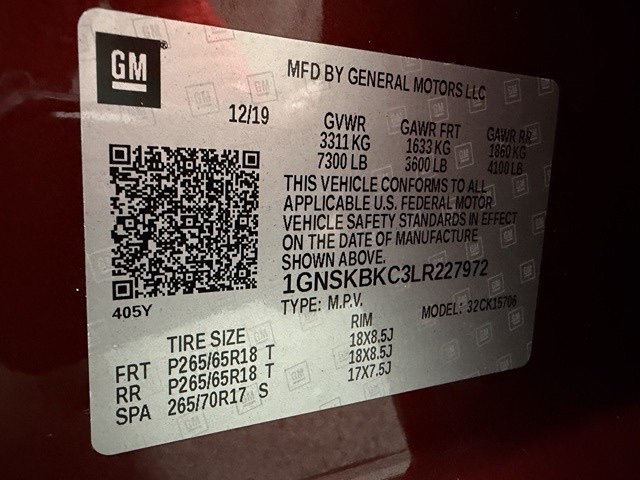 GM
MFD BY GENERAL MOTORS LLC
12/19
GVWR GAWR FRT GAWR RR
3311 KG 1633 KG 1860 KG
7300 LB 3600 LB 4100 LB
THIS VEHICLE CONFORMS TO ALL
APPLICABLE U.S. FEDERAL MOTOR
VEHICLE SAFETY STANDARDS IN EFFECT
ON THE DATE OF MANUFACTURE
SHOWN ABOVE.
1GNSKBKC3LR227972
405Y
TYPE: M.P.V. MODEL: 32CK15706
TIRE SIZE RIM
FRT P265/65R18 T 18X8.5J
RR P265/65R18 T 18X8.5J
SPA 265/70R17 S 17X7.5J